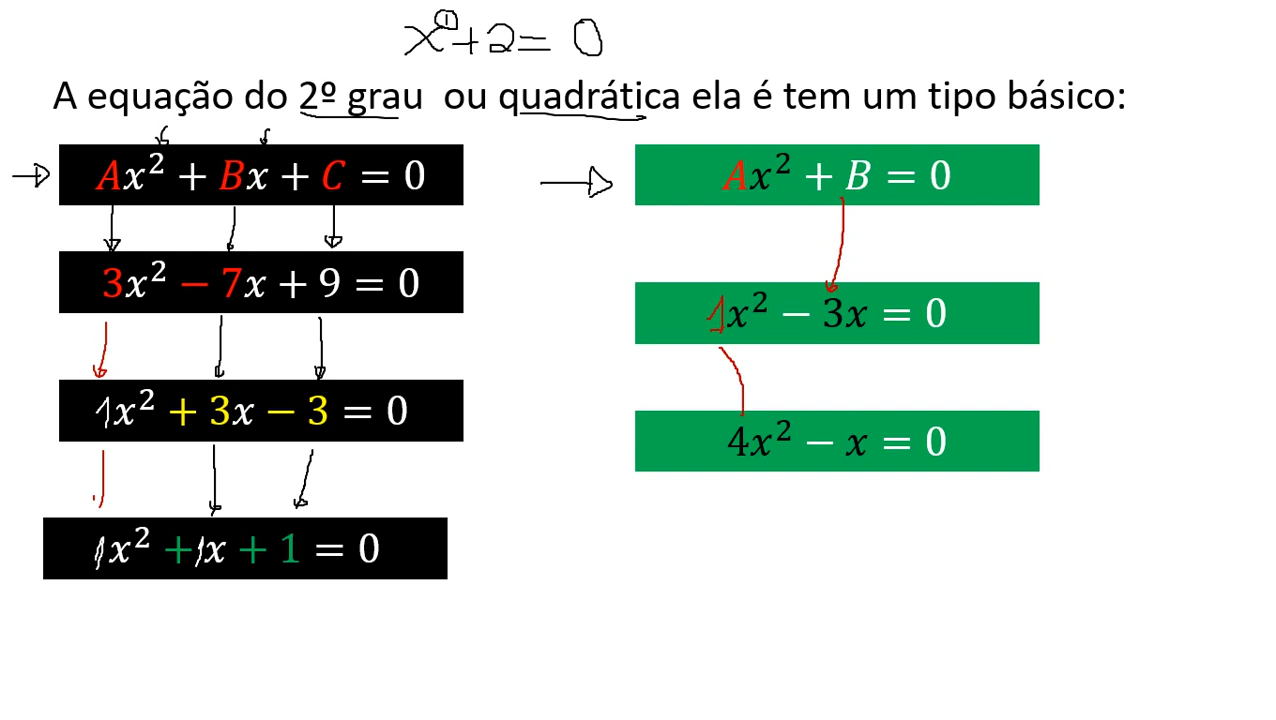 x¹+2=0
A equação do 2º grau ou quadrática ela é tem um tipo básico:
Ax² + Bx + C = 0
3x² − 7x + 9 = 0
1x² + 3x − 3 = 0
1x² + 1x + 1 = 0
Ax² + B = 0
1x² − 3x = 0
4x² − x = 0